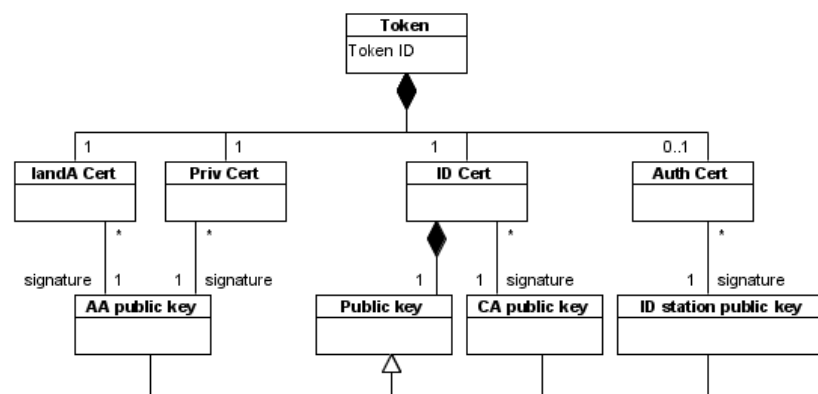 Token
Token ID
1 1 1 0..1
IandA Cert Priv Cert ID Cert Auth Cert
* * * *
signature 1 1 signature 1 1 signature 1 signature
AA public key Public key CA public key ID station public key